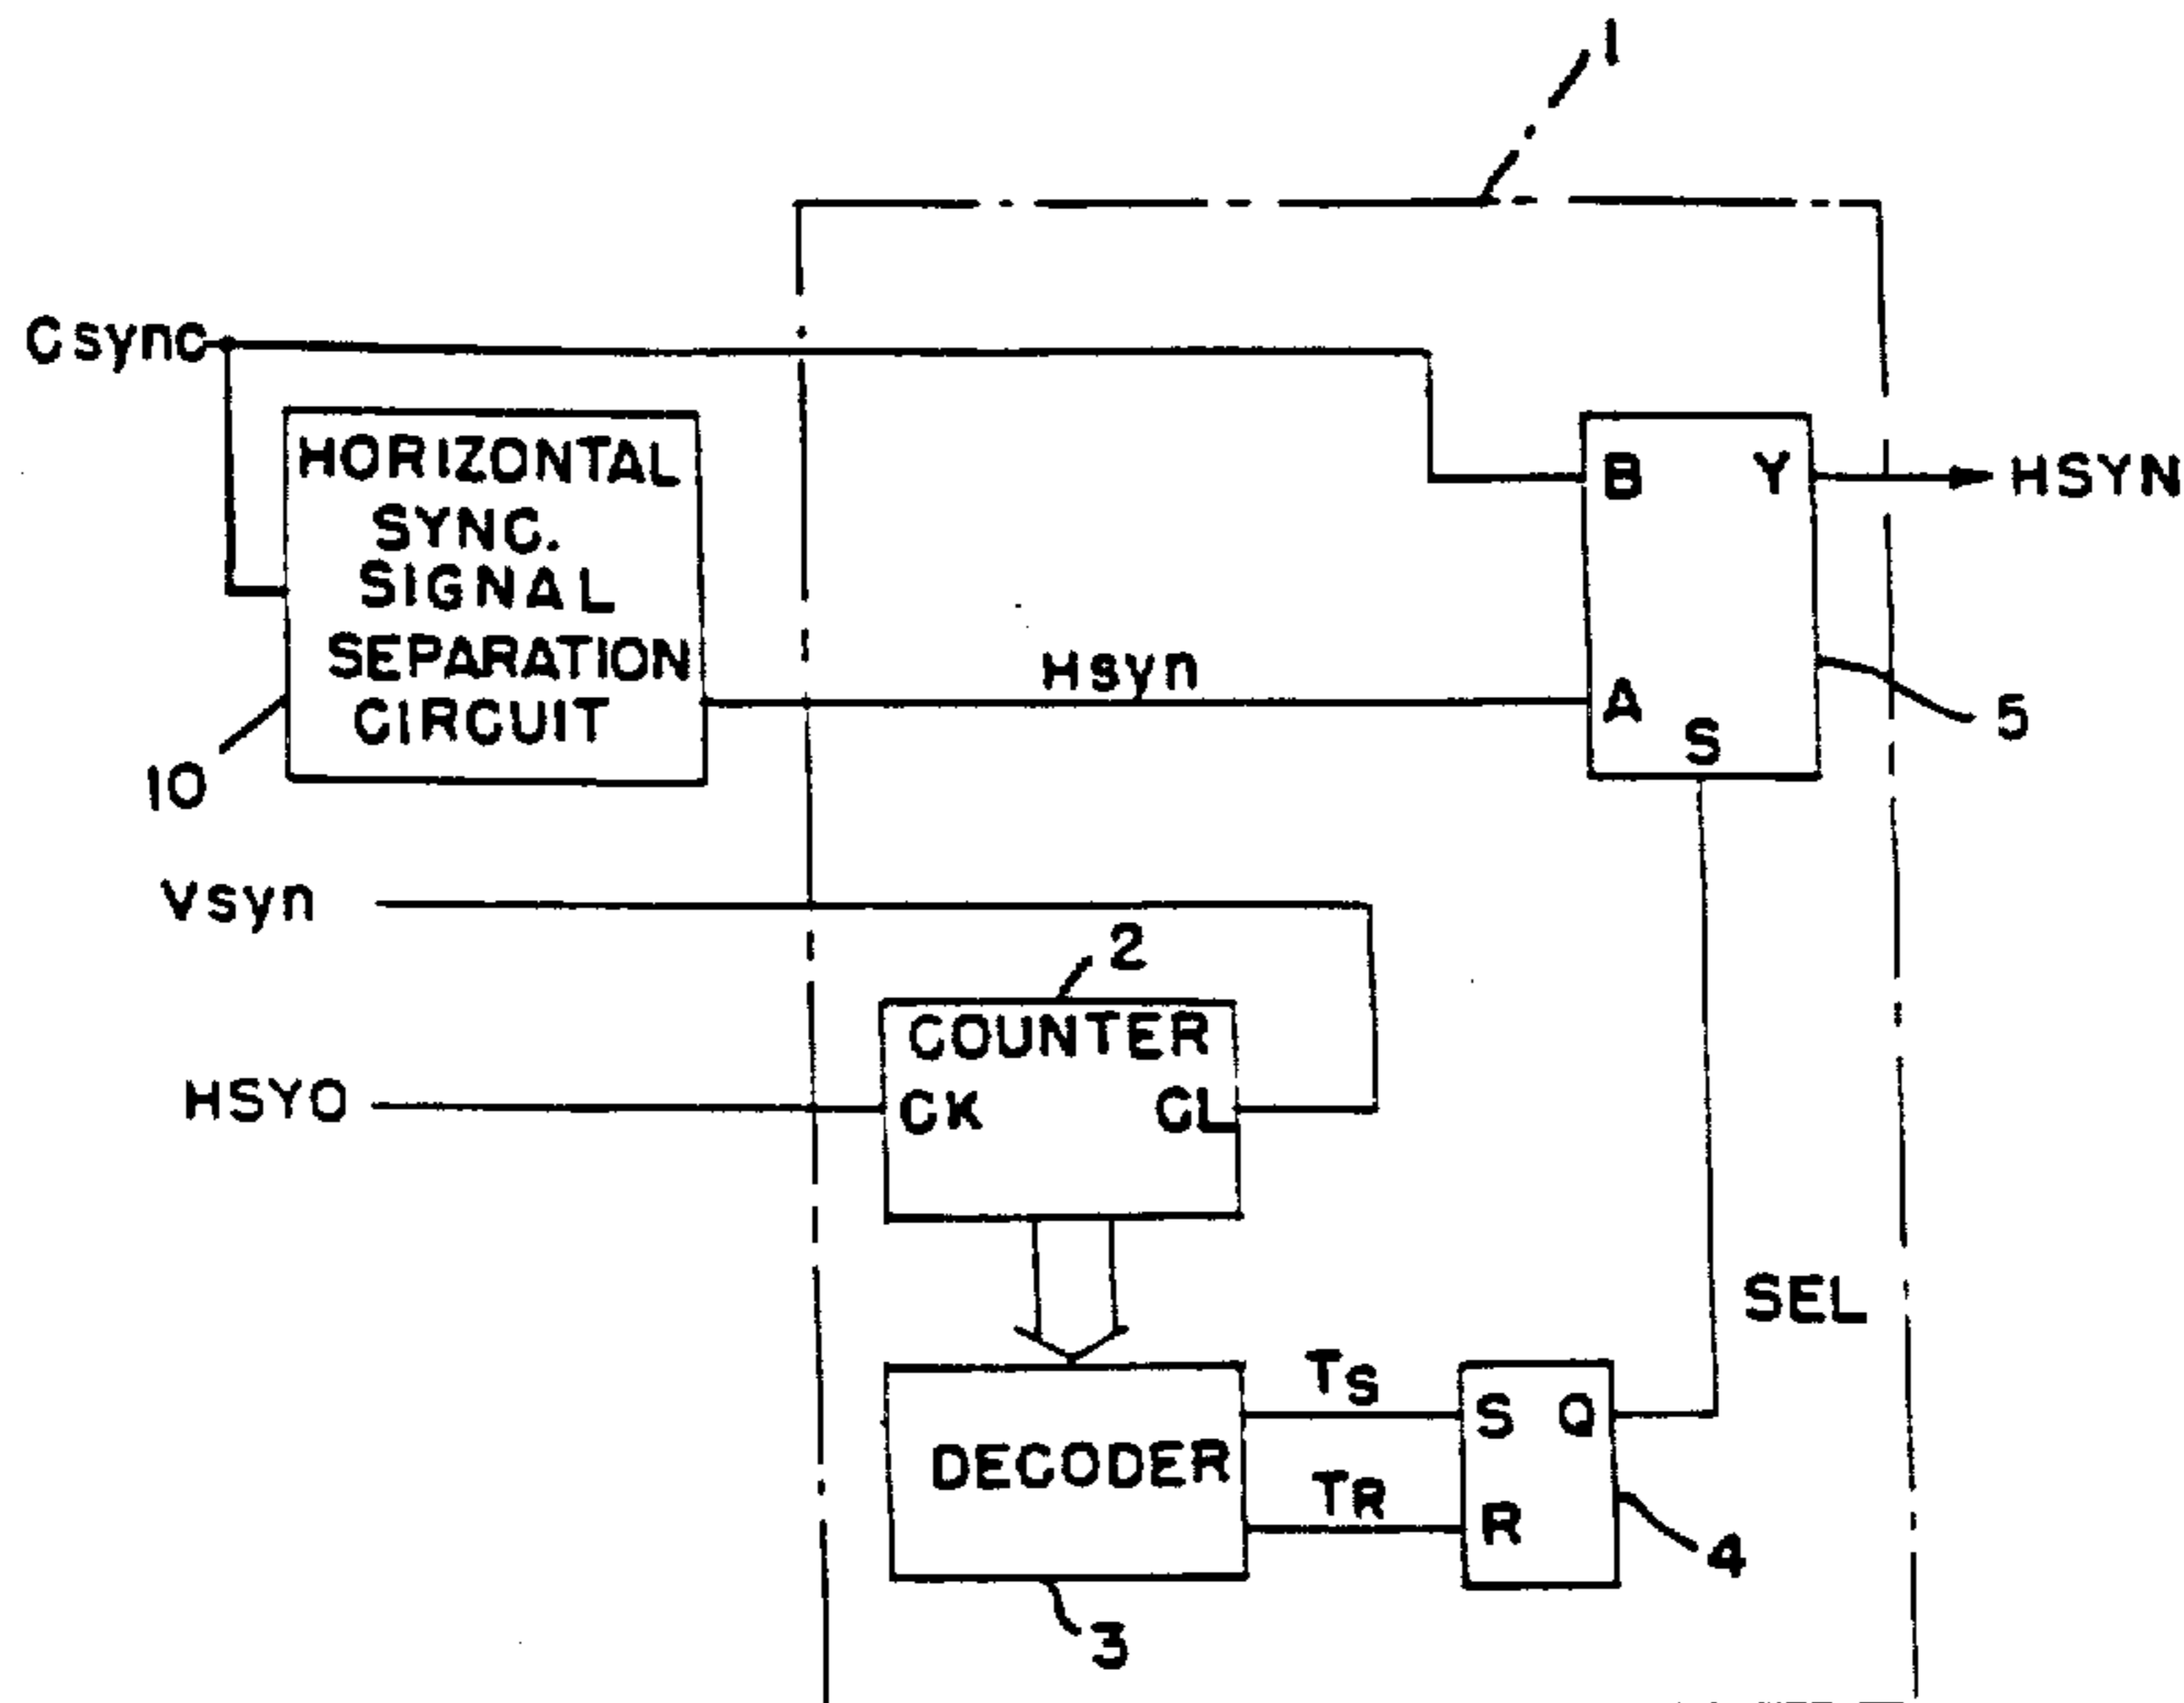 1
Csync
HORIZONTAL
SYNC.
SIGNAL
SEPARATION
CIRCUIT
10
B Y
HSYN
Hsyn
A
S
5
Vsyn
2
COUNTER
HSYO
CK CL
SEL
TS
S Q
DECODER
TR
R
4
3